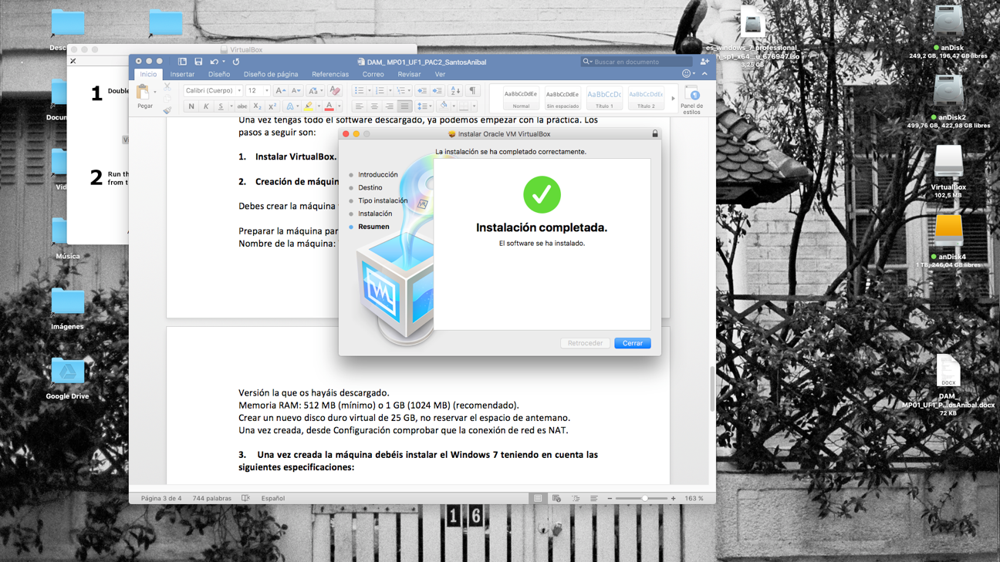 VirtualBox
DAM_MP01_UF1_PAC2_SantosAnibal
Buscar en documento
Inicio Insertar Diseño Diseño de página Referencias Correo Revisar Ver
Pegar
Calibri (Cuerpo) 12
N K S abc X₂ X² A A
AaBbCcDdEe AaBbCcDdEe AaBbCcDc AaBbCcDdEe
Normal Sin espaciado Título 1 Título 2
Panel de
estilos
1 Double
2 Run th
from t
Una vez tengas todo el software descargado, ya podemos empezar con la práctica. Los
pasos a seguir son:
1. Instalar VirtualBox.
2. Creación de máquin
Debes crear la máquina
Preparar la máquina par
Nombre de la máquina:
Instalar Oracle VM VirtualBox
La instalación se ha completado correctamente.
Introducción
Destino
Tipo instalación
Instalación
Resumen
Instalación completada.
El software se ha instalado.
Retroceder Cerrar
Versión la que os hayáis descargado.
Memoria RAM: 512 MB (mínimo) o 1 GB (1024 MB) (recomendado).
Crear un nuevo disco duro virtual de 25 GB, no reservar el espacio de antemano.
Una vez creada, desde Configuración comprobar que la conexión de red es NAT.
3. Una vez creada la máquina debéis instalar el Windows 7 teniendo en cuenta las
siguientes especificaciones:
Página 3 de 4 744 palabras Español 163 %
Desc
Docum
Víd
Música
Imágenes
Google Drive
es_windows_7_professional
h_sp1_x64...u_676947.iso
3,25 GB
anDisk
249,2 GB, 196,47 GB libres
anDisk2
499,76 GB, 422,98 GB libres
VirtualBox
102,5 MB
anDisk4
1 TB, 246,04 GB libres
DOCX
DAM_
MP01_UF1_P...osAnibal.docx
72 KB
16